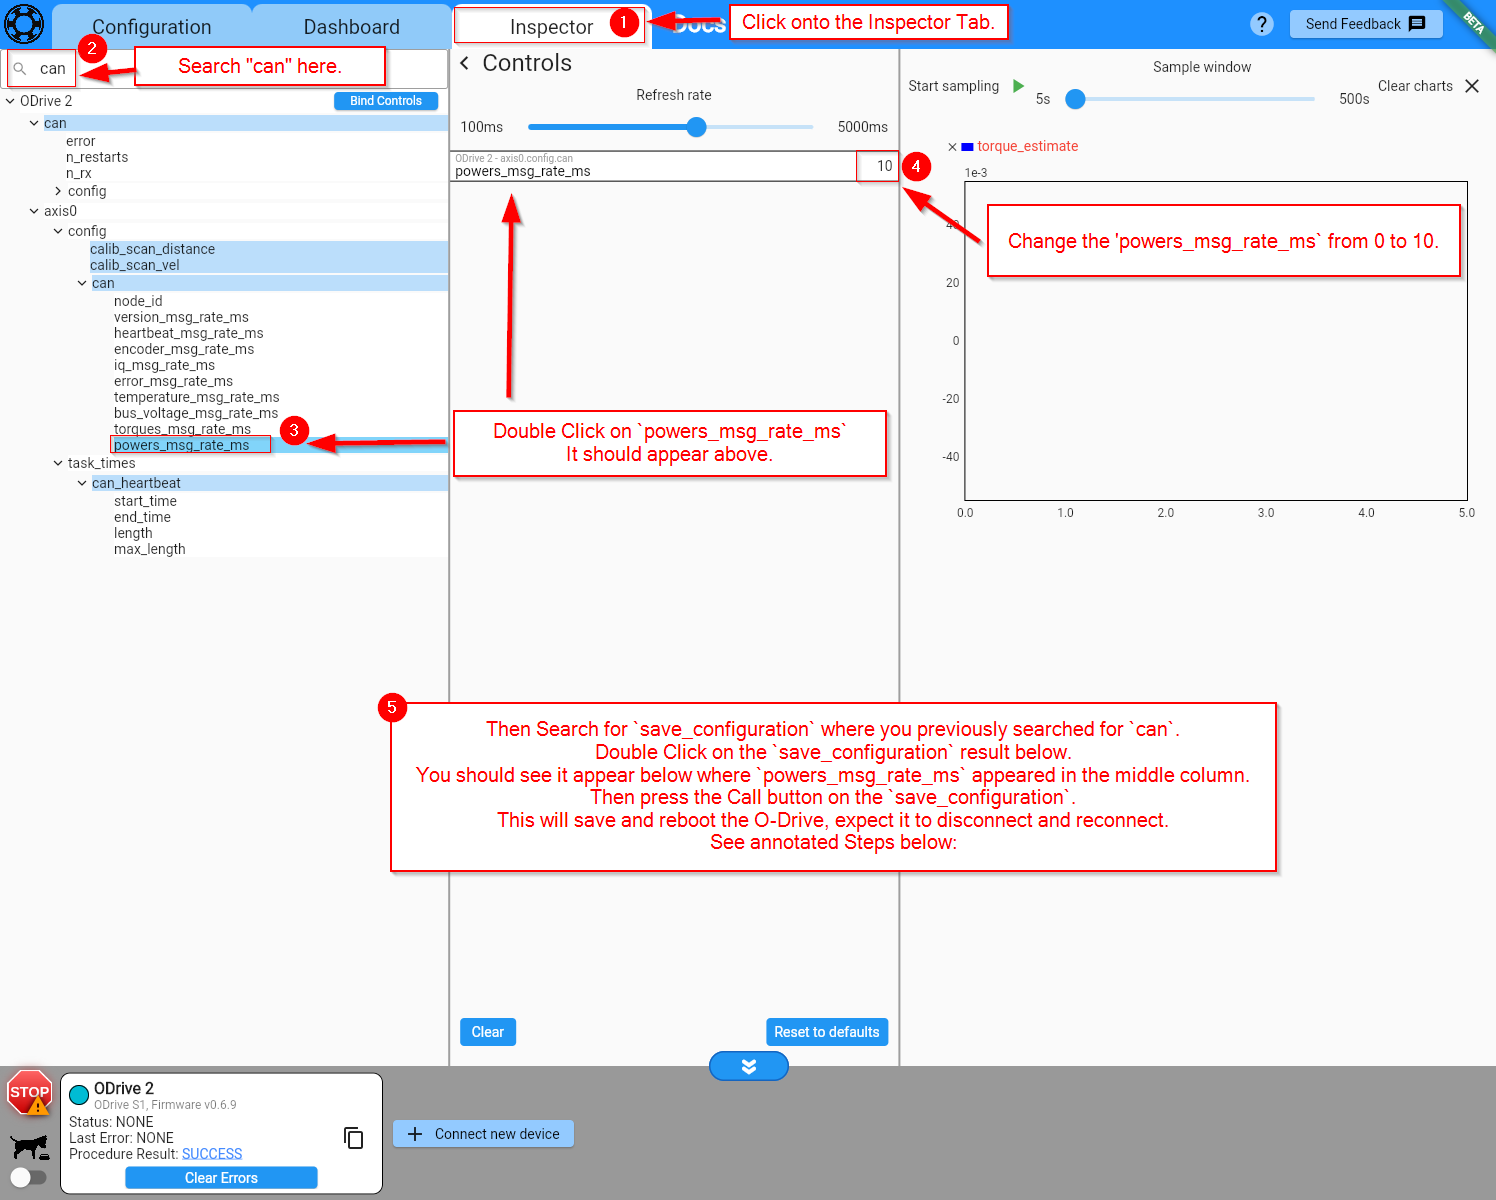 Configuration
Dashboard
Inspector
1
Docs
Click onto the Inspector Tab.
?
Send Feedback
BETA
can
2
Search "can" here.
ODrive 2
Bind Controls
can
error
n_restarts
n_rx
config
axis0
config
calib_scan_distance
calib_scan_vel
can
node_id
version_msg_rate_ms
heartbeat_msg_rate_ms
encoder_msg_rate_ms
iq_msg_rate_ms
error_msg_rate_ms
temperature_msg_rate_ms
bus_voltage_msg_rate_ms
torques_msg_rate_ms
powers_msg_rate_ms
3
task_times
can_heartbeat
start_time
end_time
length
max_length
Controls
Refresh rate
100ms
5000ms
ODrive 2 - axis0.config.can
powers_msg_rate_ms
10
4
Double Click on `powers_msg_rate_ms`
It should appear above.
Sample window
Start sampling
5s
500s
Clear charts
torque_estimate
1e-3
Change the 'powers_msg_rate_ms` from 0 to 10.
40
20
0
-20
-40
0.0
1.0
2.0
3.0
4.0
5.0
5
Then Search for `save_configuration` where you previously searched for `can`.
Double Click on the `save_configuration` result below.
You should see it appear below where `powers_msg_rate_ms` appeared in the middle column.
Then press the Call button on the `save_configuration`.
This will save and reboot the O-Drive, expect it to disconnect and reconnect.
See annotated Steps below:
Clear
Reset to defaults
STOP
ODrive 2
ODrive S1, Firmware v0.6.9
Status: NONE
Last Error: NONE
Procedure Result: SUCCESS
Clear Errors
Connect new device